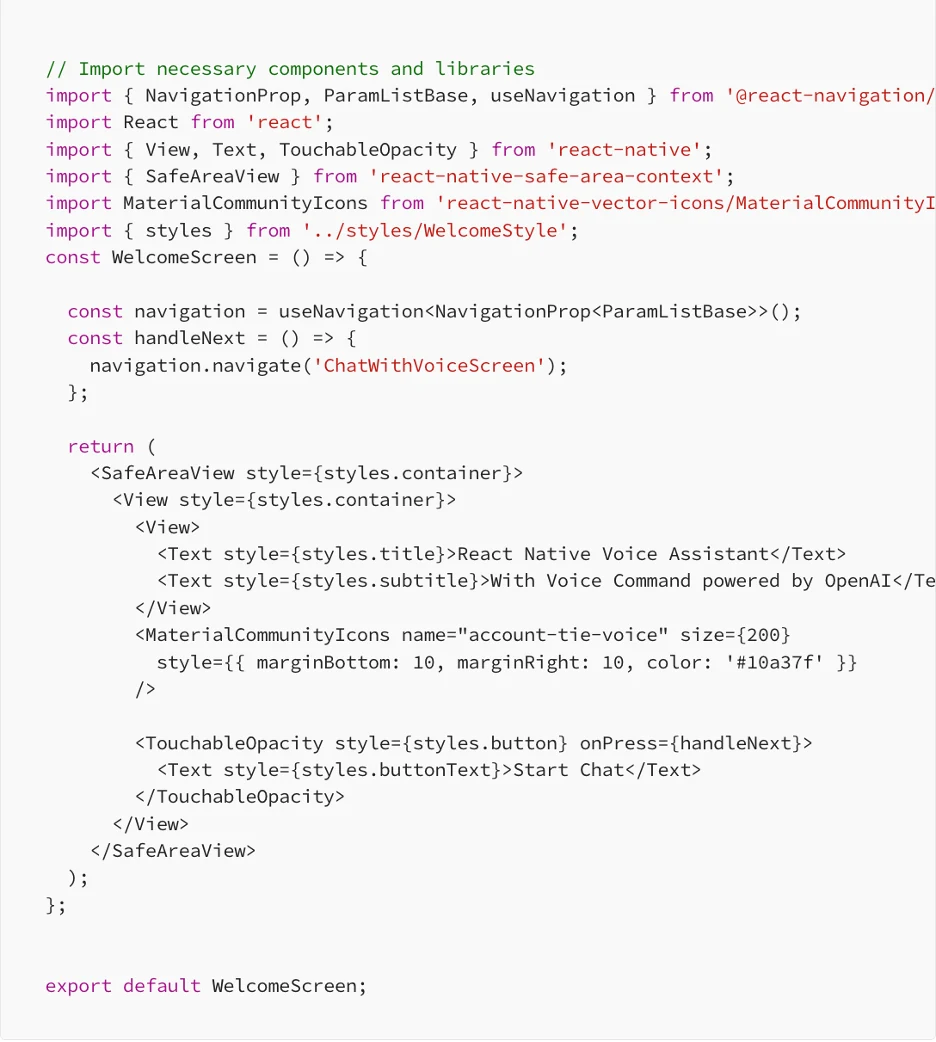 // Import necessary components and libraries
import { NavigationProp, ParamListBase, useNavigation } from '@react-navigation/
import React from 'react';
import { View, Text, TouchableOpacity } from 'react-native';
import { SafeAreaView } from 'react-native-safe-area-context';
import MaterialCommunityIcons from 'react-native-vector-icons/MaterialCommunityI
import { styles } from '../styles/WelcomeStyle';
const WelcomeScreen = () => {
  const navigation = useNavigation<NavigationProp<ParamListBase>>();
  const handleNext = () => {
    navigation.navigate('ChatWithVoiceScreen');
  };
  return (
    <SafeAreaView style={styles.container}>
      <View style={styles.container}>
        <View>
          <Text style={styles.title}>React Native Voice Assistant</Text>
          <Text style={styles.subtitle}>With Voice Command powered by OpenAI</Te
        </View>
        <MaterialCommunityIcons name="account-tie-voice" size={200}
          style={{ marginBottom: 10, marginRight: 10, color: '#10a37f' }}
        />
        <TouchableOpacity style={styles.button} onPress={handleNext}>
          <Text style={styles.buttonText}>Start Chat</Text>
        </TouchableOpacity>
      </View>
    </SafeAreaView>
  );
};
export default WelcomeScreen;